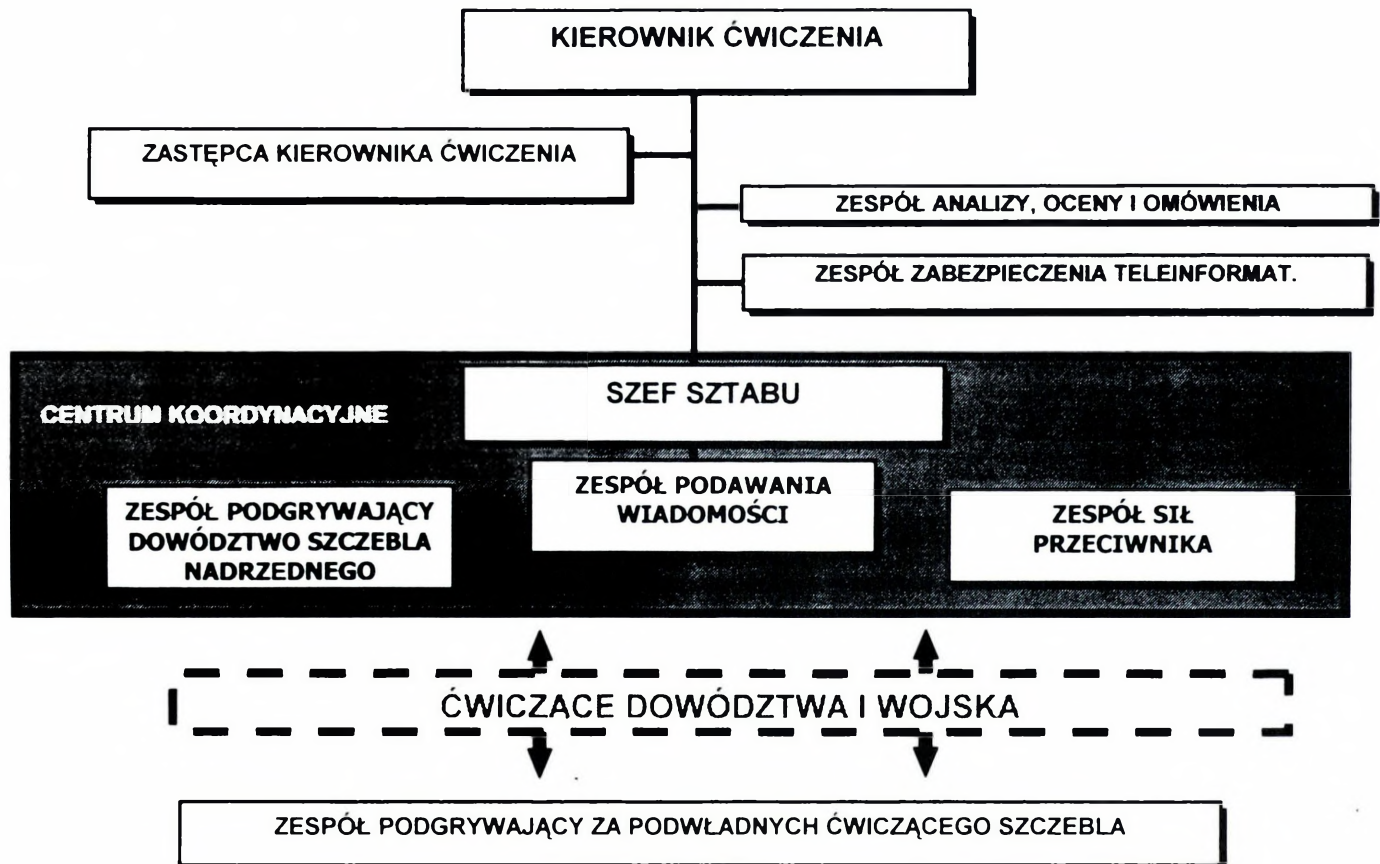 KIEROWNIK ĆWICZENIA
ZASTĘPCA KIEROWNIKA ĆWICZENIA
ZESPÓŁ ANALIZY, OCENY I OMÓWIENIA
ZESPÓŁ ZABEZPIECZENIA TELEINFORMAT.
SZEF SZTABU
CENTRUM KOORDYNACYJNE
ZESPÓŁ PODGRYWAJĄCY
DOWÓDZTWO SZCZEBLA
NADRZEDNEGO
ZESPÓŁ PODAWANIA
WIADOMOŚCI
ZESPÓŁ SIŁ
PRZECIWNIKA
ĆWICZĄCE DOWÓDZTWA I WOJSKA
ZESPÓŁ PODGRYWAJĄCY ZA PODWŁADNYCH ĆWICZĄCEGO SZCZEBLA